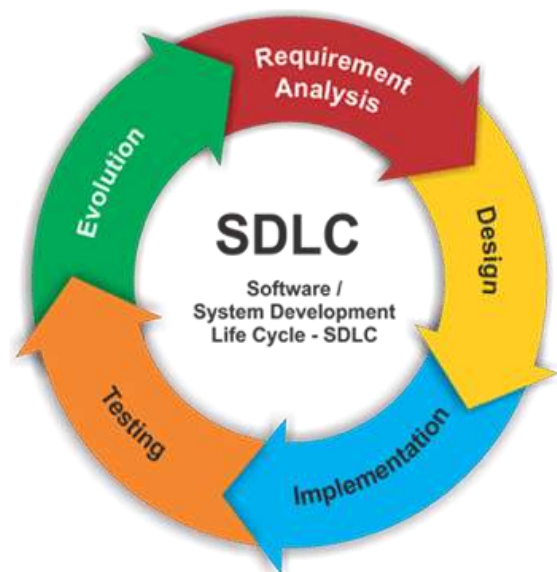 Requirement
Analysis
Design
Implementation
Testing
Evolution
SDLC
Software /
System Development
Life Cycle - SDLC